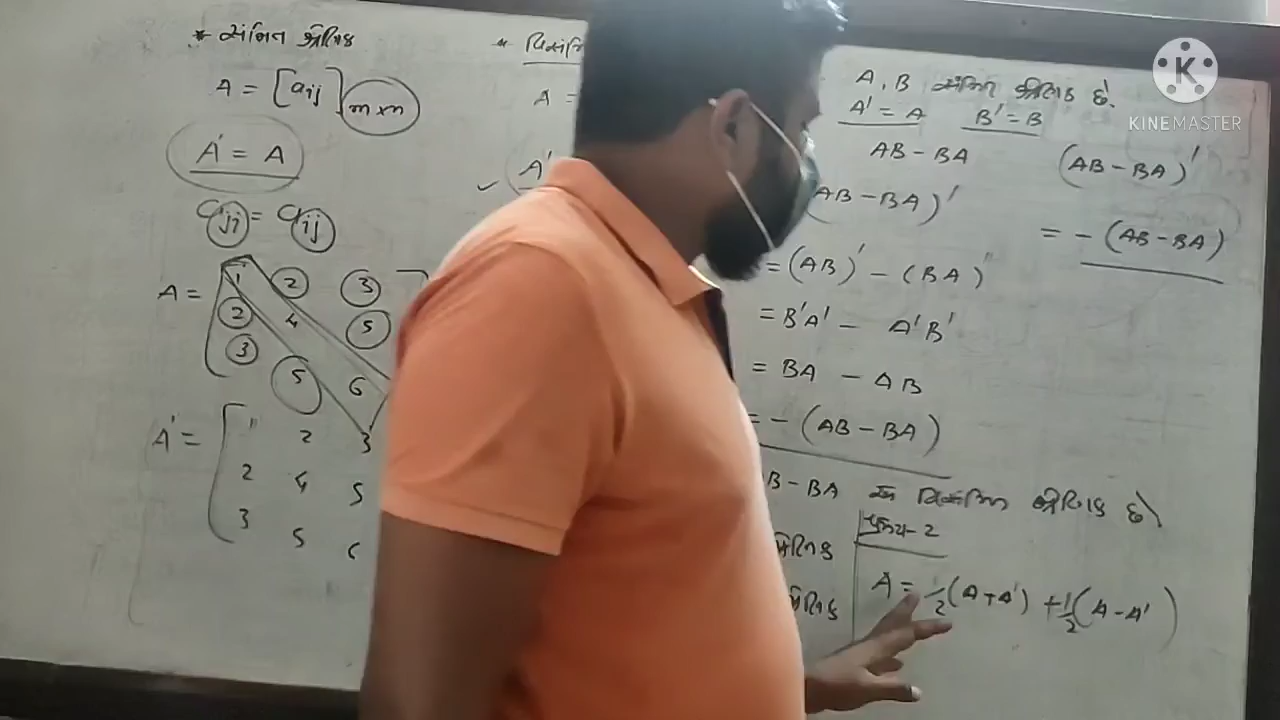 * સંમિત શ્રેણિક
A = [aij] m×n
A' = A
aji = aij
A = [ 1 2 3
2 4 5
3 5 6
A' = [ 1 2 3
2 4 5
3 5 6
* વિસંમિ
A =
A'
A, B સંમિત શ્રેણિક છે.
A' = A B' = B
AB - BA
AB - BA)'
= (AB)' - (BA)'
= B'A' - A'B'
= BA - AB
= - (AB - BA)
B - BA એ વિસંમિત શ્રેણિક છે
(AB - BA)'
= - (AB - BA)
પ્રમેય - 2
A = 1/2 (A + A') + 1/2 (A - A')
K
KINEMASTER